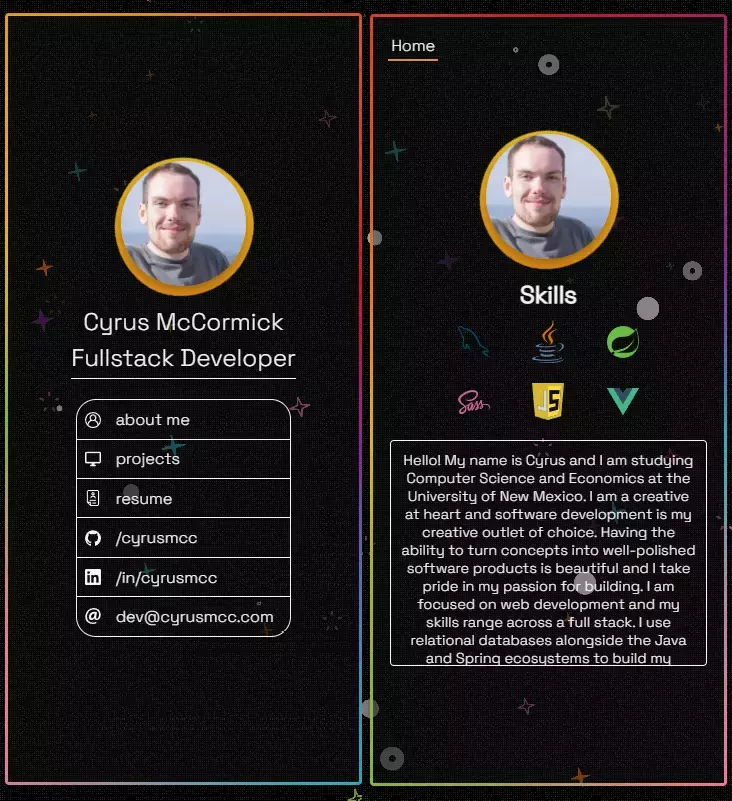 Cyrus McCormick
Fullstack Developer
about me
projects
resume
/cyrusmcc
/in/cyrusmcc
dev@cyrusmcc.com
Home
Skills
Sass
JS
Hello! My name is Cyrus and I am studying
Computer Science and Economics at the
University of New Mexico. I am a creative
at heart and software development is my
creative outlet of choice. Having the
ability to turn concepts into well-polished
software products is beautiful and I take
pride in my passion for building. I am
focused on web development and my
skills range across a full stack. I use
relational databases alongside the Java
and Spring ecosystems to build my